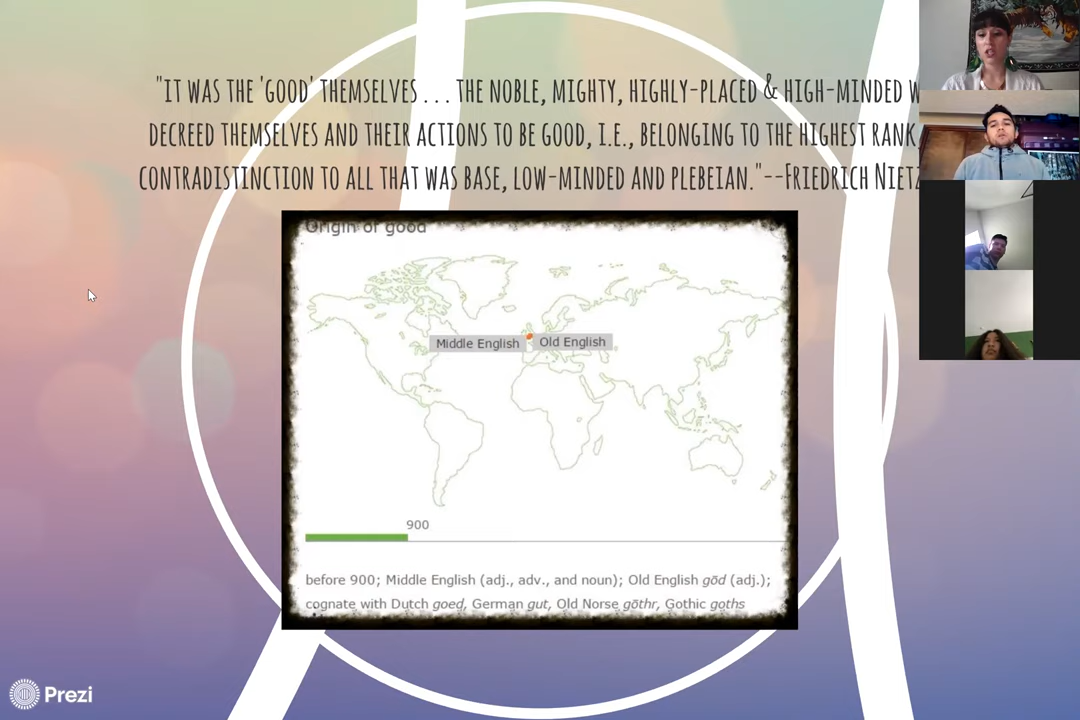 "IT WAS THE 'GOOD' THEMSELVES . . . THE NOBLE, MIGHTY, HIGHLY-PLACED & HIGH-MINDED W
DECREED THEMSELVES AND THEIR ACTIONS TO BE GOOD, I.E., BELONGING TO THE HIGHEST RANK,
CONTRADISTINCTION TO ALL THAT WAS BASE, LOW-MINDED AND PLEBEIAN."--FRIEDRICH NIETZ
Origin of good
Middle English
Old English
900
before 900; Middle English (adj., adv., and noun); Old English gōd (adj.);
cognate with Dutch goed, German gut, Old Norse gōthr, Gothic goths
Prezi